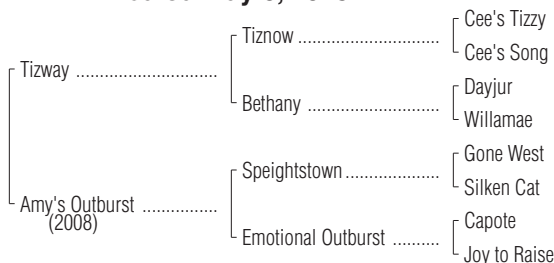 Cee's Tizzy
Tiznow
Cee's Song
Tizway
Dayjur
Bethany
Willamae
Gone West
Speightstown
Silken Cat
Amy's Outburst
(2008)
Capote
Emotional Outburst
Joy to Raise